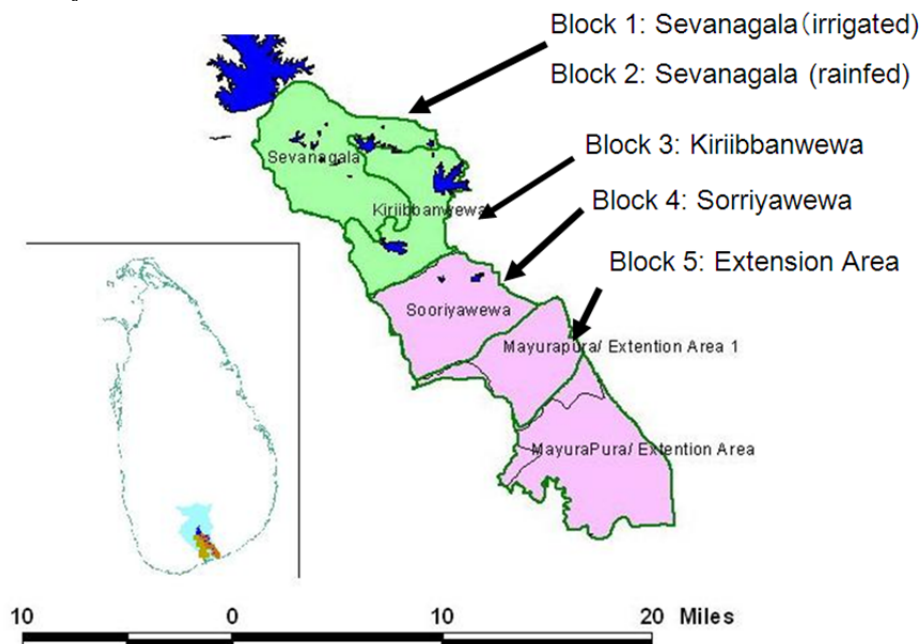 Block 1: Sevanagala(irrigated)
Block 2: Sevanagala (rainfed)
Block 3: Kiriibbanwewa
Block 4: Sorriyawewa
Block 5: Extension Area
Sevanagala
Kiriibbanwewa
Sooriyawewa
Mayurapura/ Extention Area 1
MayuraPura/ Extention Area
10 0 10 20 Miles